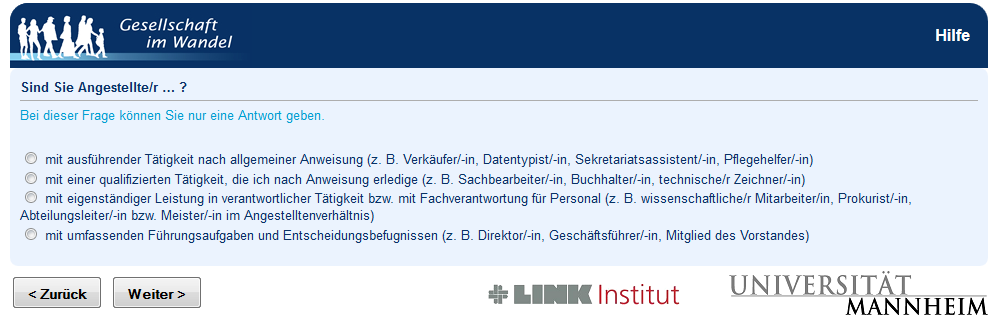 Gesellschaft
im Wandel
Hilfe
Sind Sie Angestellte/r ... ?
Bei dieser Frage können Sie nur eine Antwort geben.
mit ausführender Tätigkeit nach allgemeiner Anweisung (z. B. Verkäufer/-in, Datentypist/-in, Sekretariatsassistent/-in, Pflegehelfer/-in)
mit einer qualifizierten Tätigkeit, die ich nach Anweisung erledige (z. B. Sachbearbeiter/-in, Buchhalter/-in, technische/r Zeichner/-in)
mit eigenständiger Leistung in verantwortlicher Tätigkeit bzw. mit Fachverantwortung für Personal (z. B. wissenschaftliche/r Mitarbeiter/in, Prokurist/-in,
Abteilungsleiter/-in bzw. Meister/-in im Angestelltenverhältnis)
mit umfassenden Führungsaufgaben und Entscheidungsbefugnissen (z. B. Direktor/-in, Geschäftsführer/-in, Mitglied des Vorstandes)
< Zurück
Weiter >
LINK Institut
UNIVERSITÄT
MANNHEIM